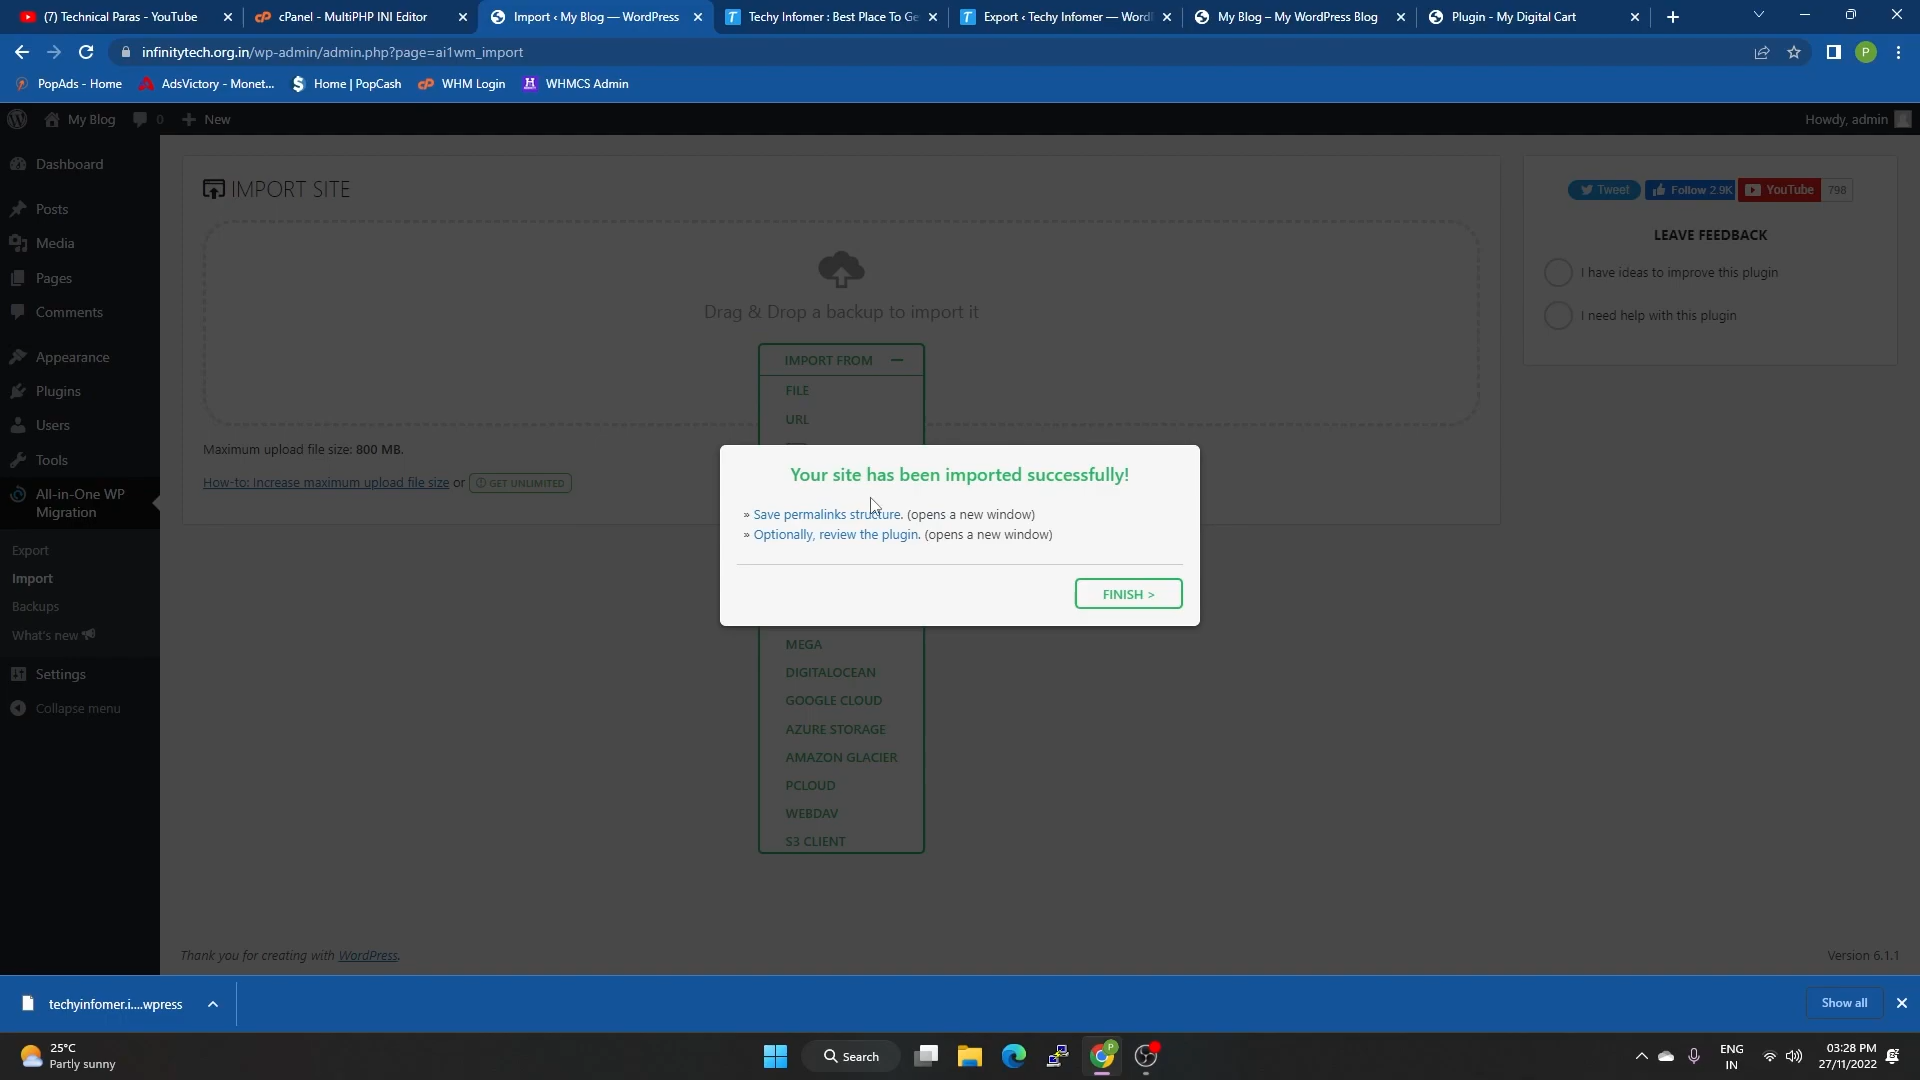 (7) Technical Paras - YouTube
cPanel - MultiPHP INI Editor
Import ‹ My Blog — WordPress
Techy Infomer : Best Place To Ge
Export ‹ Techy Infomer — Word
My Blog – My WordPress Blog
Plugin - My Digital Cart
infinitytech.org.in/wp-admin/admin.php?page=ai1wm_import
P
PopAds - Home
AdsVictory - Monet...
Home | PopCash
WHM Login
WHMCS Admin
My Blog
0
New
Howdy, admin
Dashboard
Posts
Media
Pages
Comments
Appearance
Plugins
Users
Tools
All-in-One WP
Migration
Export
Import
Backups
What's new
Settings
Collapse menu
IMPORT SITE
Drag & Drop a backup to import it
IMPORT FROM
FILE
URL
Maximum upload file size: 800 MB.
How-to: Increase maximum upload file size or GET UNLIMITED
Your site has been imported successfully!
» Save permalinks structure. (opens a new window)
» Optionally, review the plugin. (opens a new window)
FINISH >
MEGA
DIGITALOCEAN
GOOGLE CLOUD
AZURE STORAGE
AMAZON GLACIER
PCLOUD
WEBDAV
S3 CLIENT
Tweet
Follow 2.9K
YouTube
798
LEAVE FEEDBACK
I have ideas to improve this plugin
I need help with this plugin
Thank you for creating with WordPress.
Version 6.1.1
techyinfomer.i....wpress
Show all
25°C
Partly sunny
Search
P
ENG
IN
03:28 PM
27/11/2022